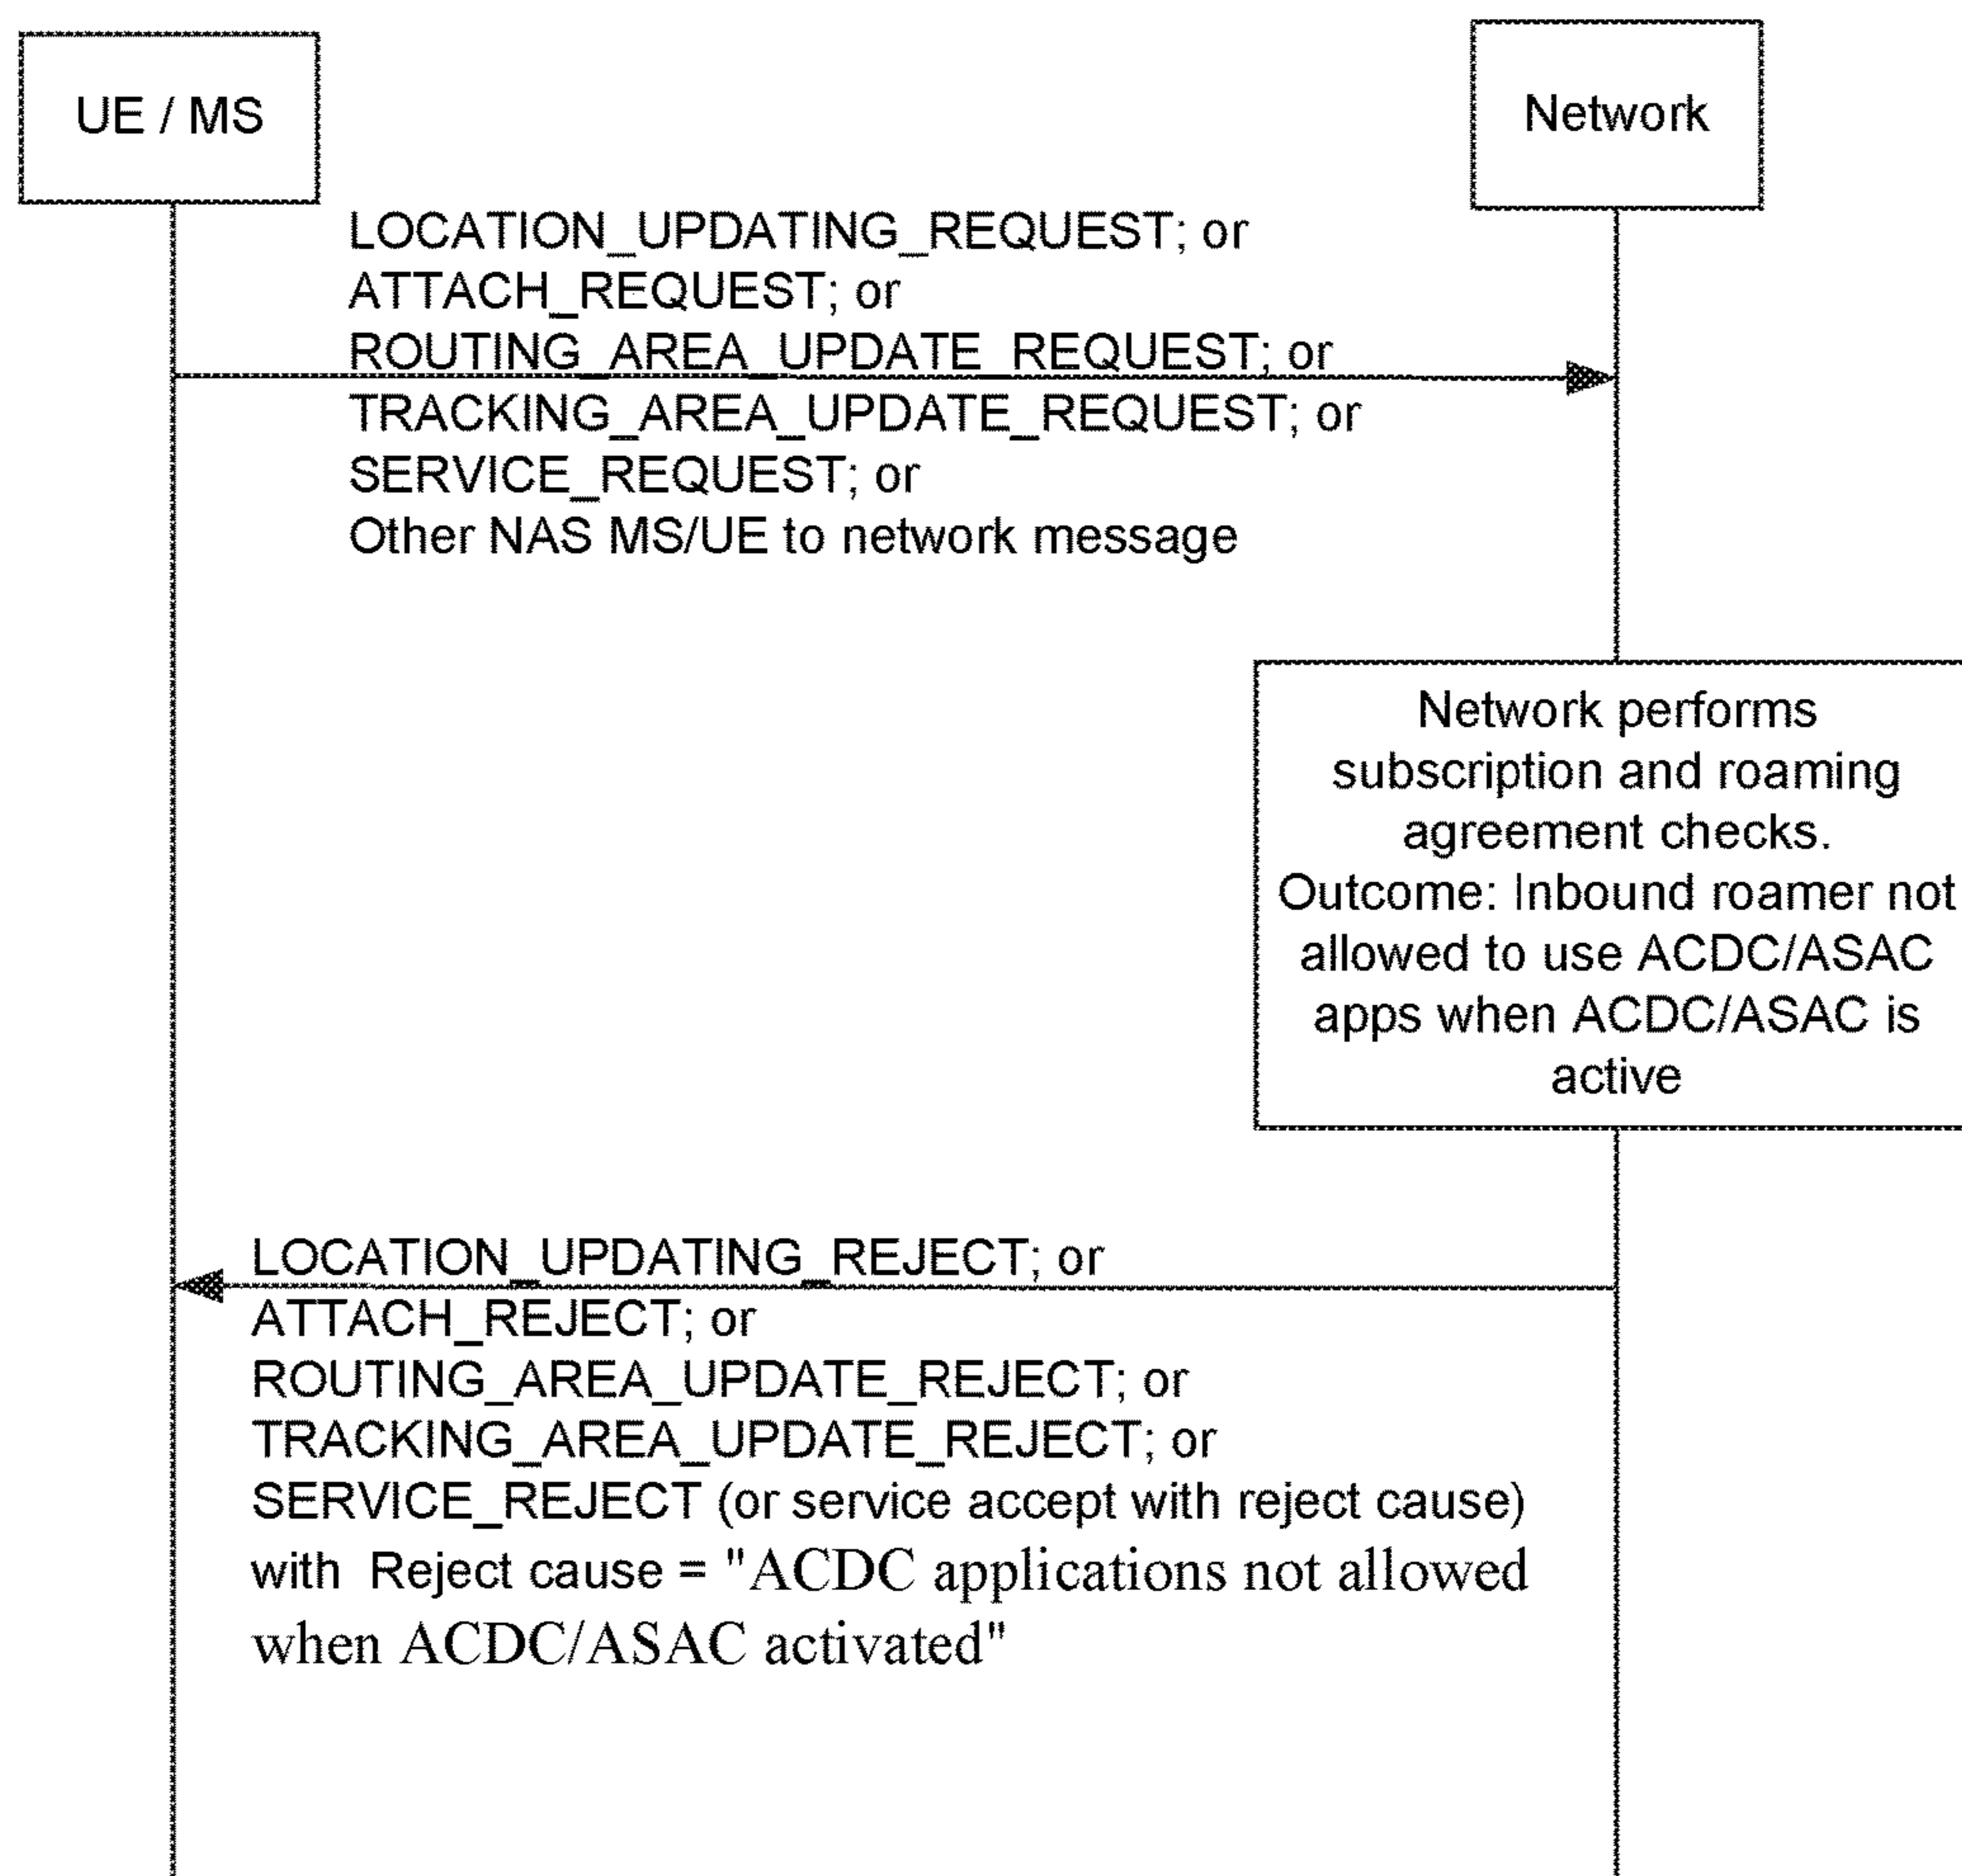 UE / MS
Network
LOCATION_UPDATING_REQUEST; or
ATTACH_REQUEST; or
ROUTING_AREA_UPDATE_REQUEST; or
TRACKING_AREA_UPDATE_REQUEST; or
SERVICE_REQUEST; or
Other NAS MS/UE to network message
Network performs
subscription and roaming
agreement checks.
Outcome: Inbound roamer not
allowed to use ACDC/ASAC
apps when ACDC/ASAC is
active
LOCATION_UPDATING_REJECT; or
ATTACH_REJECT; or
ROUTING_AREA_UPDATE_REJECT; or
TRACKING_AREA_UPDATE_REJECT; or
SERVICE_REJECT (or service accept with reject cause)
with Reject cause = "ACDC applications not allowed
when ACDC/ASAC activated"